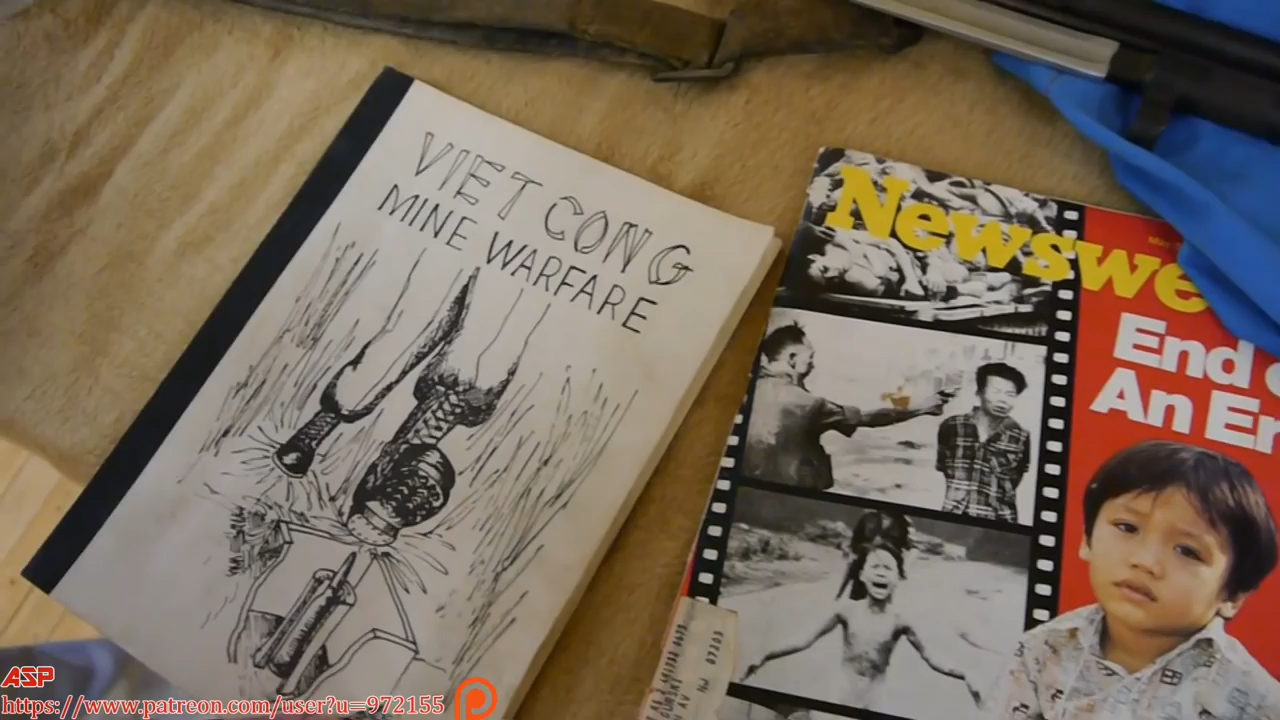 VIET CONG
MINE WARFARE
Newswe
End
An Er
ASP
https://www.patreon.com/user?u=972155